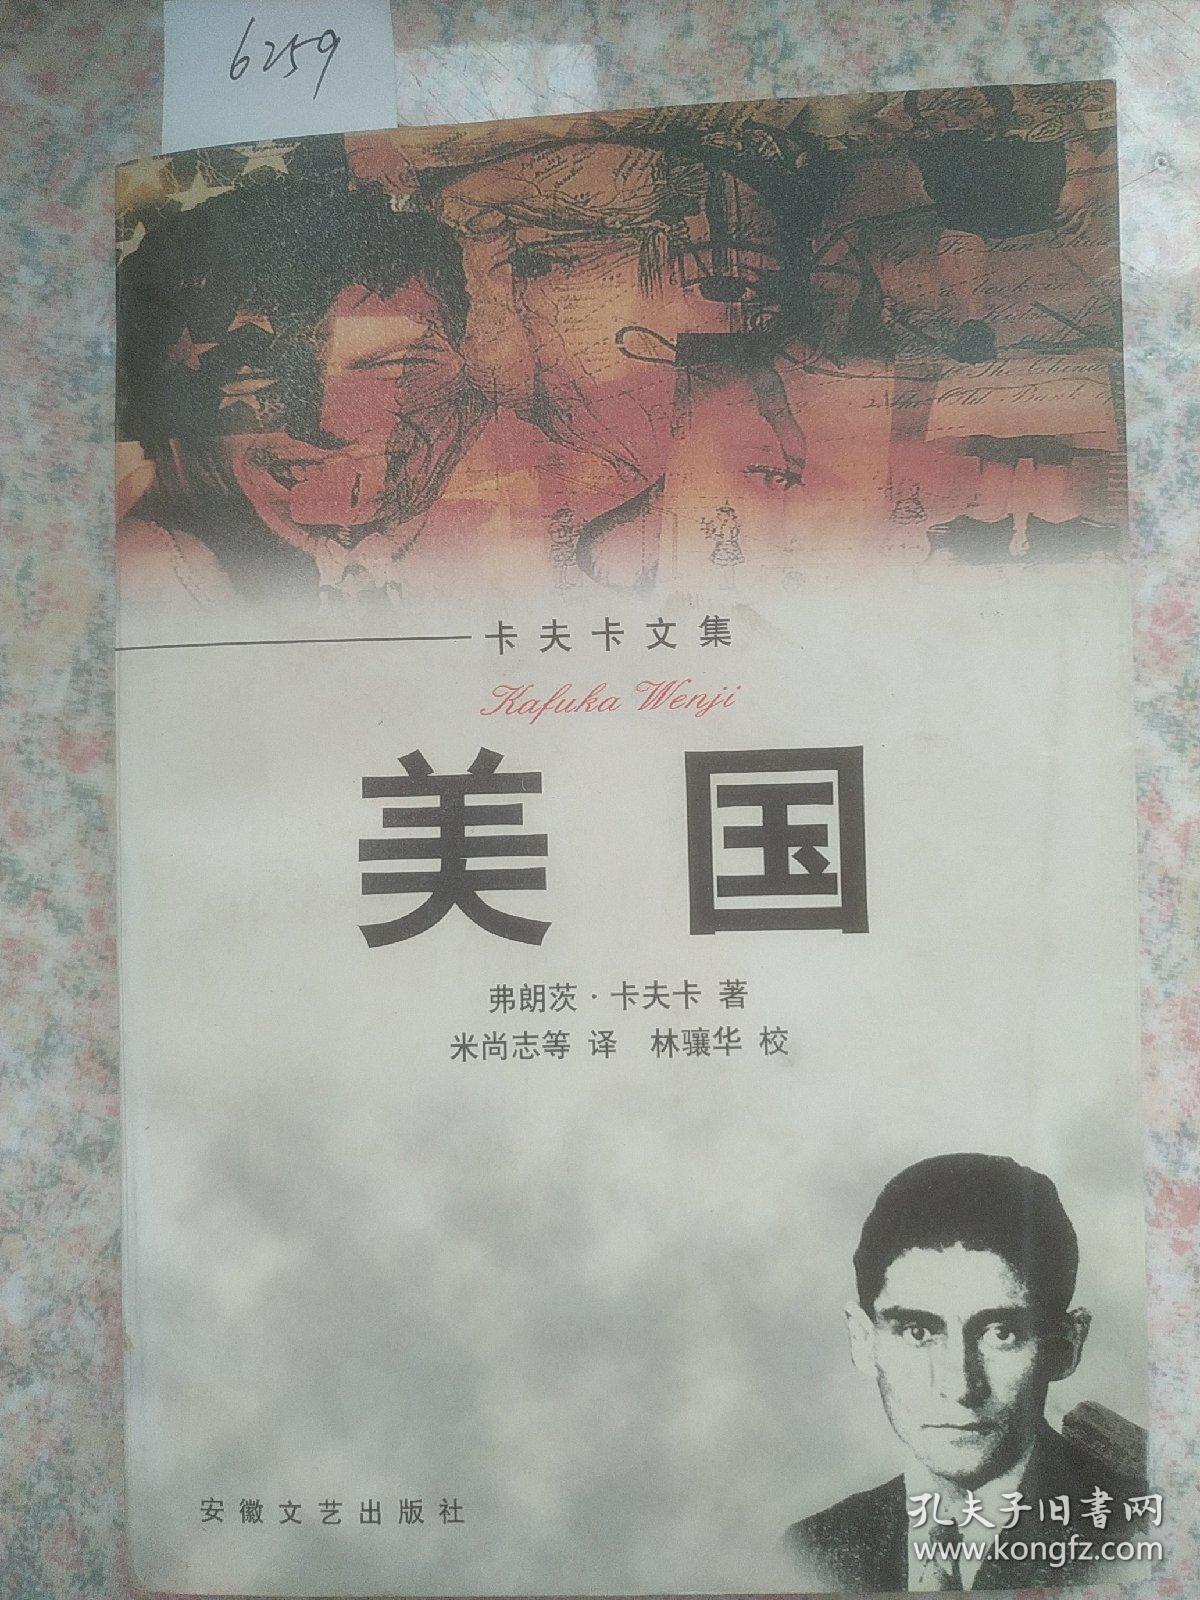 6259
卡夫卡文集
Kafuka Wenji
美国
弗朗茨·卡夫卡 著
米尚志等 译 林骧华 校
安徽文艺出版社
孔夫子旧書网
www.kongfz.com